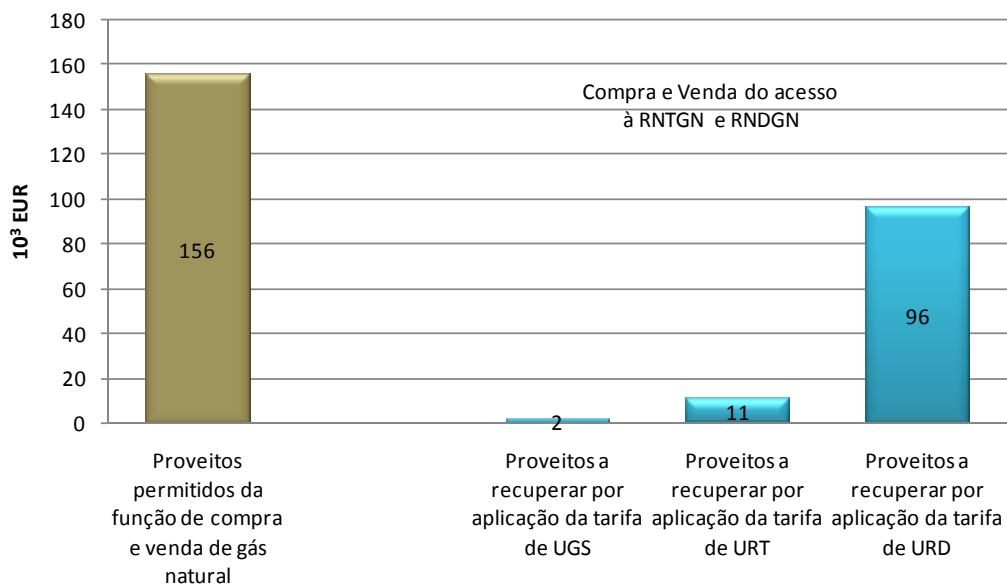 180
160
140
120
100
80
60
40
20
0
10³ EUR
Compra e Venda do acesso
à RNTGN e RNDGN
156
2
11
96
Proveitos
permitidos da
função de compra
e venda de gás
natural
Proveitos a
recuperar por
aplicação da tarifa
de UGS
Proveitos a
recuperar por
aplicação da tarifa
de URT
Proveitos a
recuperar por
aplicação da tarifa
de URD